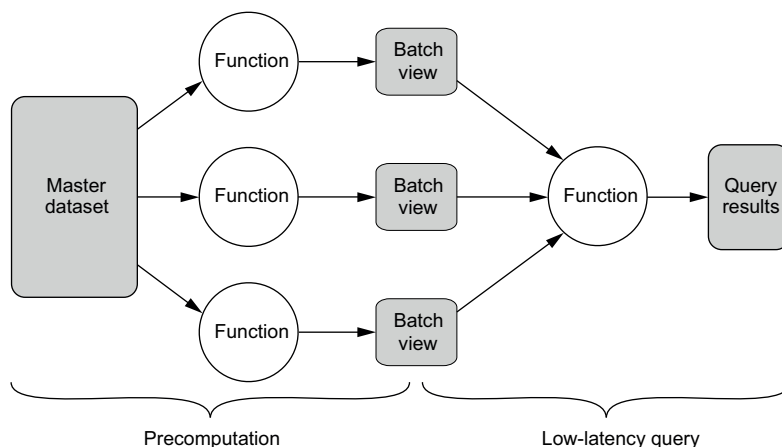 Function
Batch
view
Master
dataset
Function
Batch
view
Function
Query
results
Function
Batch
view
Precomputation
Low-latency query